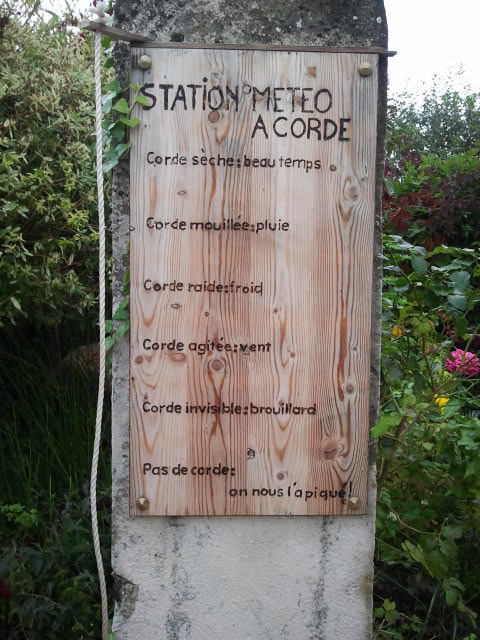 STATION METEO
A CORDE
Corde sèche: beau temps
Corde mouillée: pluie
Corde raide: froid
Corde agitée: vent
Corde invisible: brouillard
Pas de corde:
on nous l'a piqué!